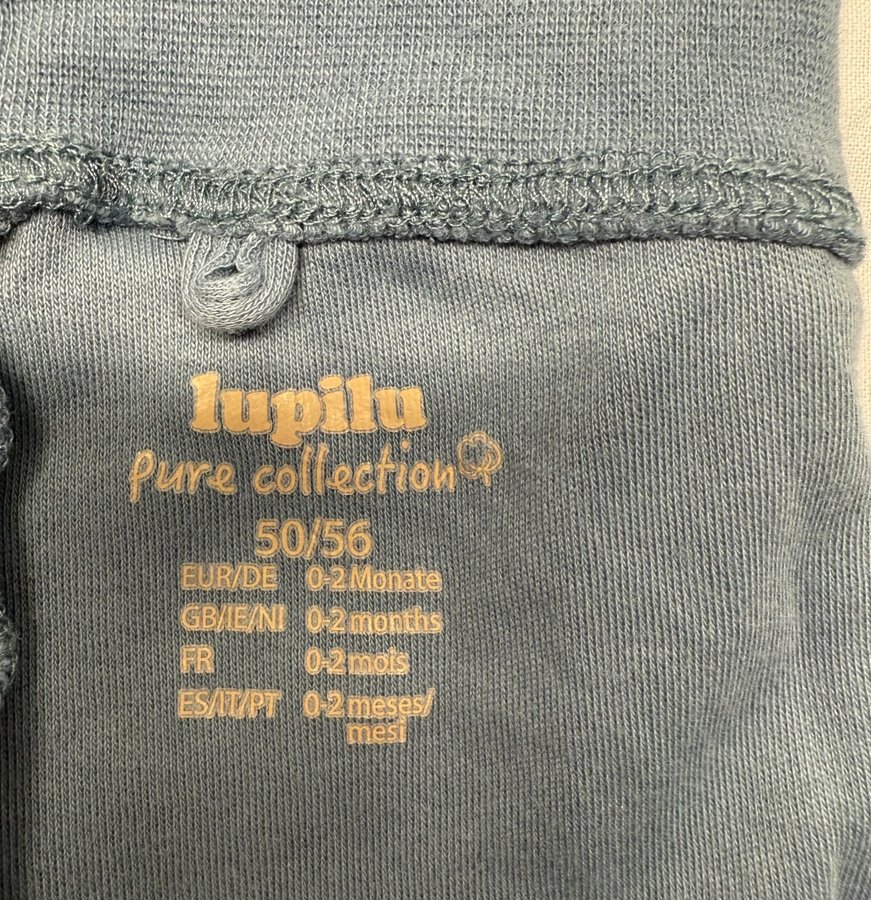 lupilu
Pure collection
50/56
EUR/DE 0-2 Monate
GB/IE/NI 0-2 months
FR 0-2 mois
ES/IT/PT 0-2 meses/
mesi